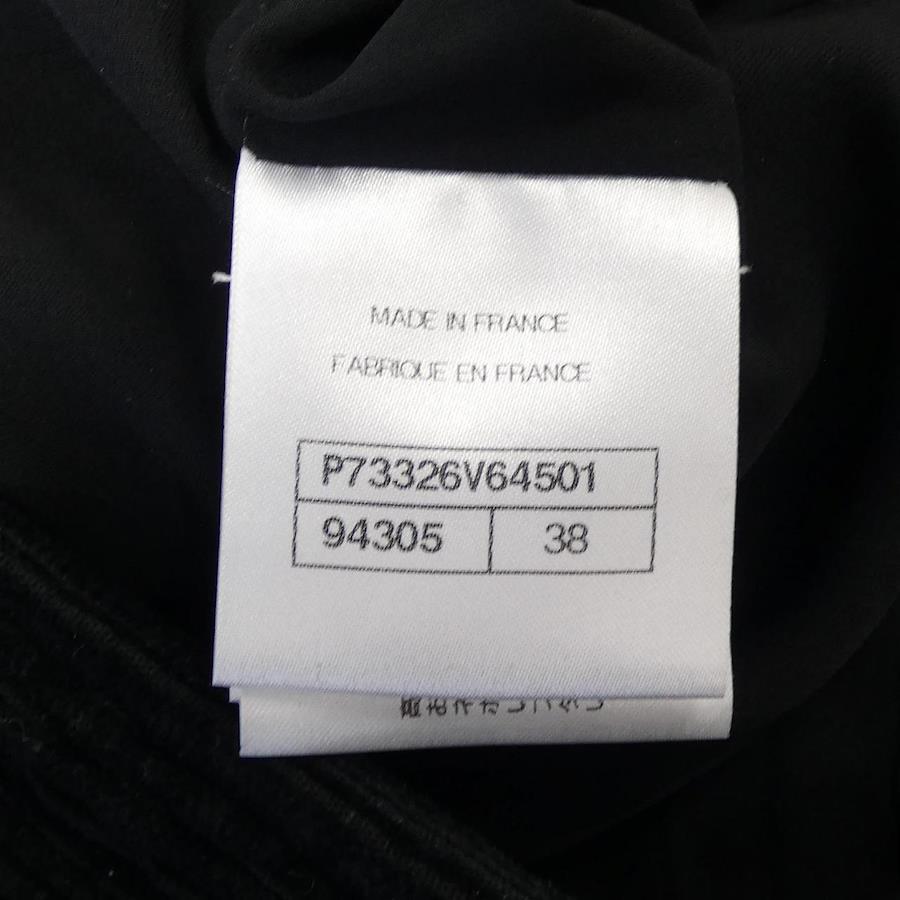 MADE IN FRANCE
FABRIQUE EN FRANCE
P73326V64501
94305 38